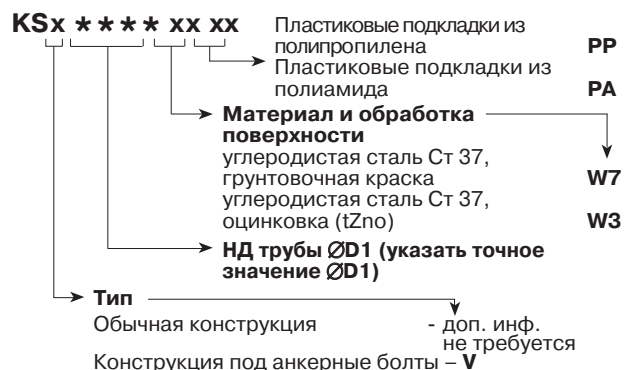 KSx ★★★★ xx xx
Пластиковые подкладки из
полипропилена PP
Пластиковые подкладки из
полиамида PA
Материал и обработка
поверхности
углеродистая сталь Ст 37,
грунтовочная краска W7
углеродистая сталь Ст 37,
оцинковка (tZno) W3
НД трубы ∅D1 (указать точное
значение ∅D1)
Тип
Обычная конструкция - доп. инф.
не требуется
Конструкция под анкерные болты – V